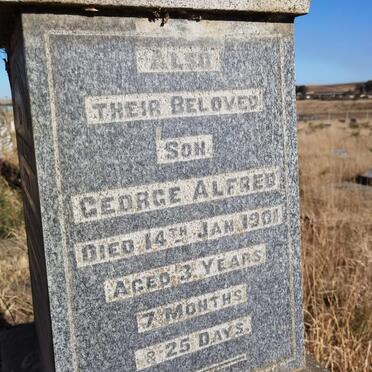 ALSO
THEIR BELOVED
SON
GEORGE ALFRED
DIED 14TH JAN 1901
AGED 3 YEARS
7 MONTHS
& 25 DAYS